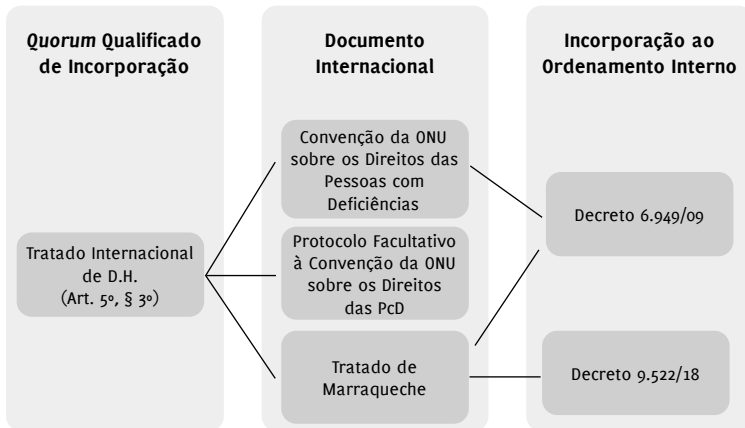 Quorum Qualificado
de Incorporação
Documento
Internacional
Incorporação ao
Ordenamento Interno
Tratado Internacional
de D.H.
(Art. 5º, § 3º)
Convenção da ONU
sobre os Direitos das
Pessoas com
Deficiências
Protocolo Facultativo
à Convenção da ONU
sobre os Direitos
das PcD
Tratado de
Marraqueche
Decreto 6.949/09
Decreto 9.522/18